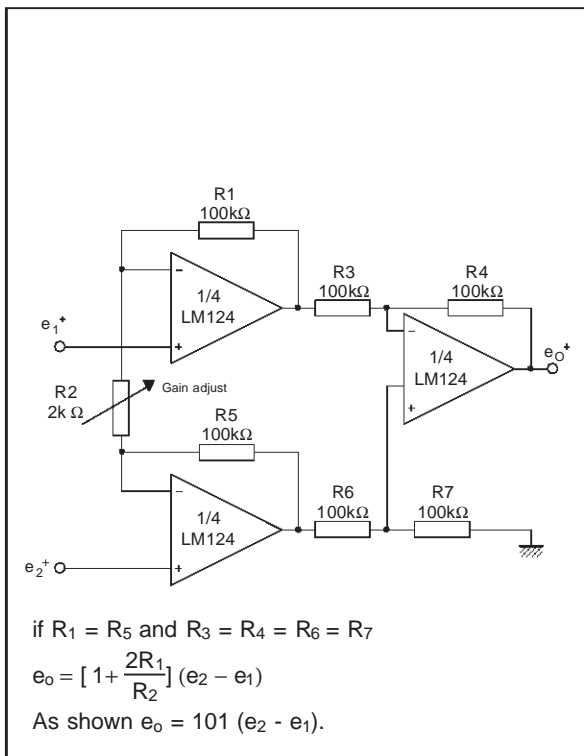 R1
100kΩ
R3
100kΩ
R4
100kΩ
1/4
LM124
e1+
eO+
1/4
LM124
R2
2k Ω
Gain adjust
R5
100kΩ
R6
100kΩ
R7
100kΩ
1/4
LM124
e2+
if R1 = R5 and R3 = R4 = R6 = R7
eo = [ 1+ 2R1/R2 ] (e2 – e1)
As shown eo = 101 (e2 - e1).